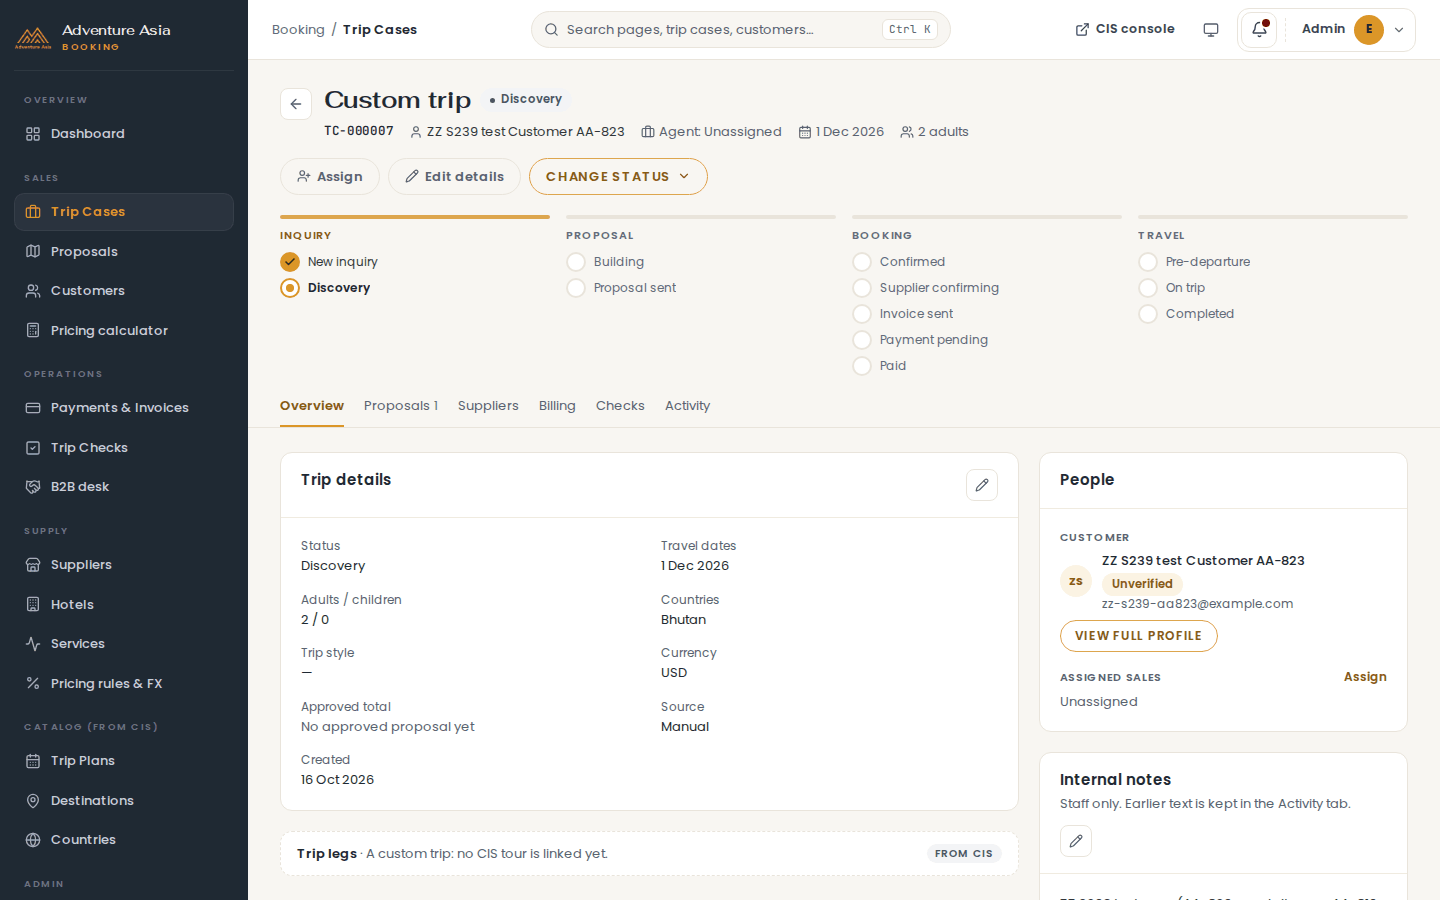 Adventure Asia
BOOKING
Adventure Asia
OVERVIEW
Dashboard
SALES
Trip Cases
Proposals
Customers
Pricing calculator
OPERATIONS
Payments & Invoices
Trip Checks
B2B desk
SUPPLY
Suppliers
Hotels
Services
Pricing rules & FX
CATALOG (FROM CIS)
Trip Plans
Destinations
Countries
ADMIN
Booking / Trip Cases
Search pages, trip cases, customers...
Ctrl K
CIS console
Admin
E
Custom trip
Discovery
TC-000007
ZZ S239 test Customer AA-823
Agent: Unassigned
1 Dec 2026
2 adults
Assign
Edit details
CHANGE STATUS
INQUIRY
New inquiry
Discovery
PROPOSAL
Building
Proposal sent
BOOKING
Confirmed
Supplier confirming
Invoice sent
Payment pending
Paid
TRAVEL
Pre-departure
On trip
Completed
Overview
Proposals 1
Suppliers
Billing
Checks
Activity
Trip details
Status
Discovery
Travel dates
1 Dec 2026
Adults / children
2 / 0
Countries
Bhutan
Trip style
—
Currency
USD
Approved total
No approved proposal yet
Source
Manual
Created
16 Oct 2026
Trip legs · A custom trip: no CIS tour is linked yet.
FROM CIS
People
CUSTOMER
zs
ZZ S239 test Customer AA-823
Unverified
zz-s239-aa823@example.com
VIEW FULL PROFILE
ASSIGNED SALES
Assign
Unassigned
Internal notes
Staff only. Earlier text is kept in the Activity tab.